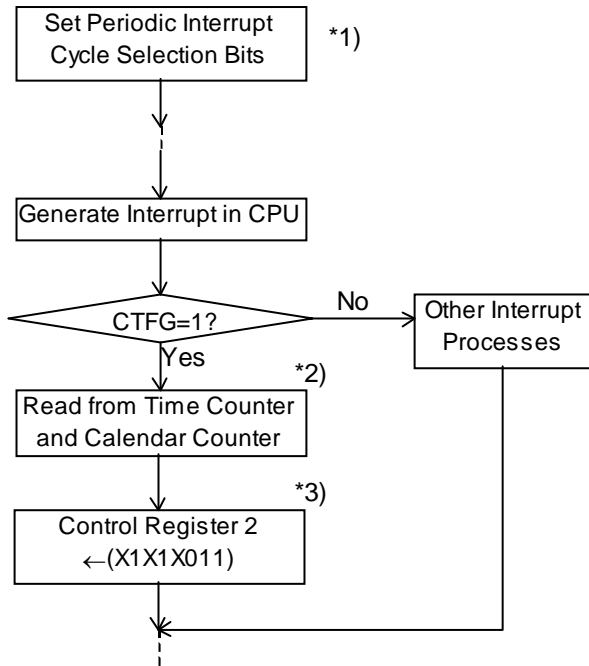 Set Periodic Interrupt
Cycle Selection Bits
*1)
Generate Interrupt in CPU
CTFG=1?
No
Other Interrupt
Processes
Yes
*2)
Read from Time Counter
and Calendar Counter
*3)
Control Register 2
←(X1X1X011)